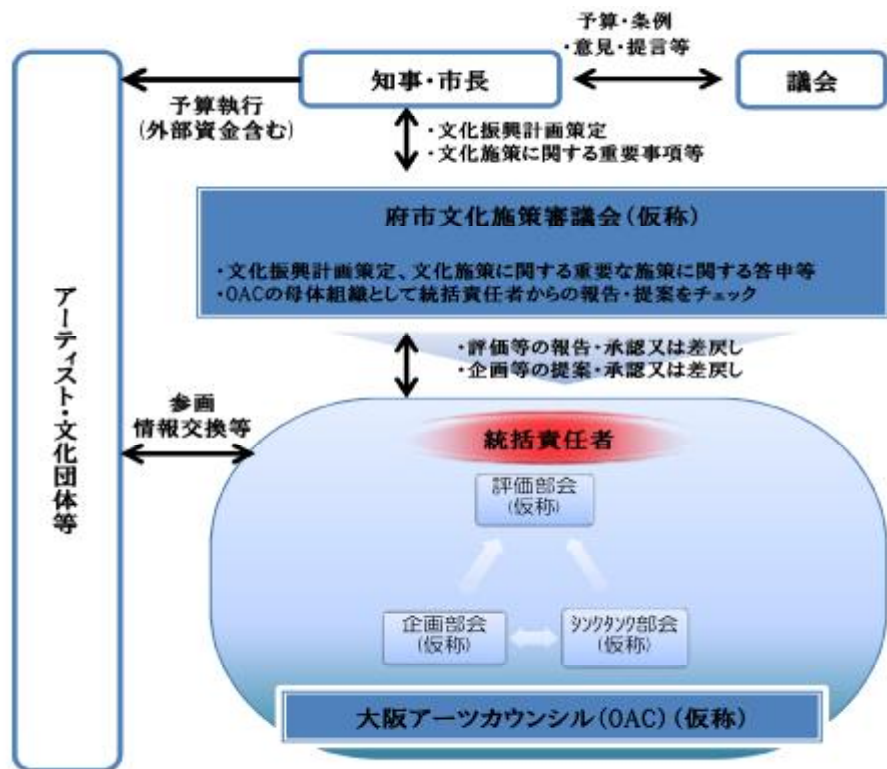 予算・条例
・意見・提言等
知事・市長
議会
予算執行
(外部資金含む)
・文化振興計画策定
・文化施策に関する重要事項等
府市文化施策審議会(仮称)
・文化振興計画策定、文化施策に関する重要な施策に関する答申等
・OACの母体組織として統括責任者からの報告・提案をチェック
・評価等の報告・承認又は差戻し
・企画等の提案・承認又は差戻し
アーティスト・文化団体等
参画
情報交換等
統括責任者
評価部会
(仮称)
企画部会
(仮称)
シンクタンク部会
(仮称)
大阪アーツカウンシル(OAC)(仮称)